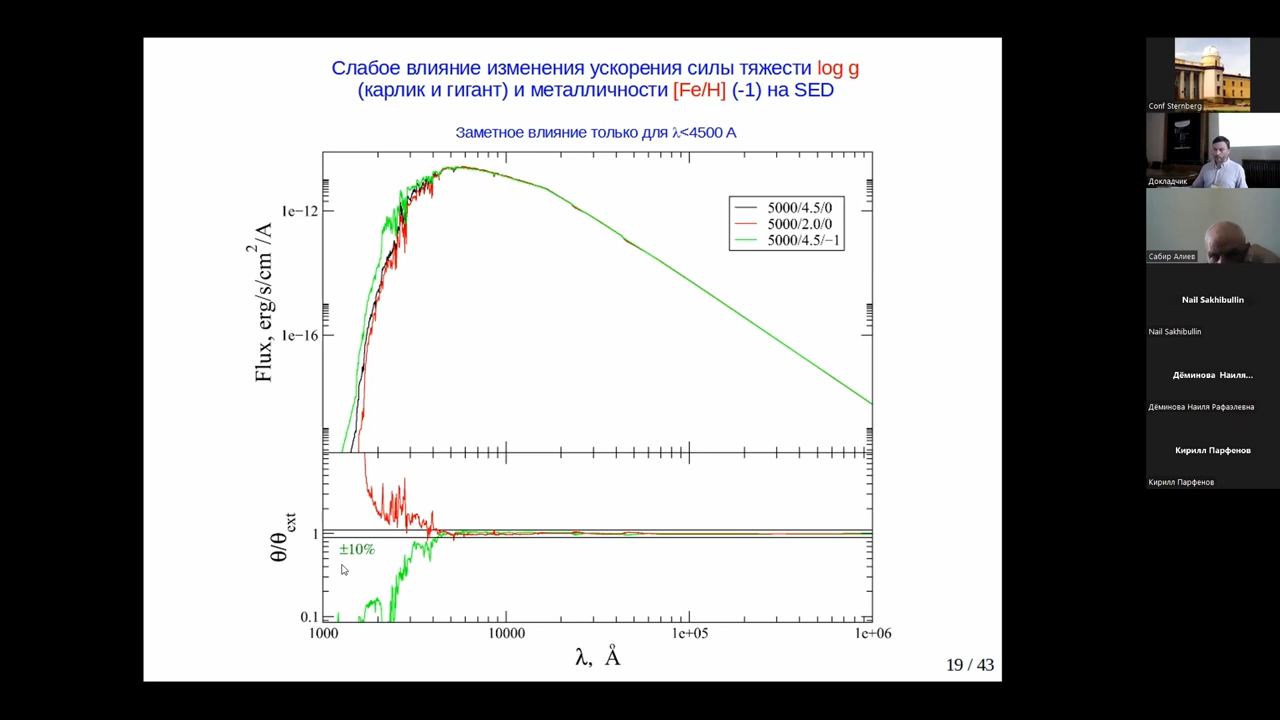 Слабое влияние изменения ускорения силы тяжести log g
(карлик и гигант) и металличности [Fe/H] (-1) на SED
Заметное влияние только для λ<4500 A
5000/4.5/0
5000/2.0/0
5000/4.5/−1
1e−12
1e−16
Flux, erg/s/cm²/A
θ/θcxt
1
±10%
0.1
1000
10000
1e+05
1e+06
λ, Å
19 / 43
Conf Sternberg
Докладчик
Сабир Алиев
Nail Sakhibullin
Nail Sakhibullin
Дёминова Наиля...
Дёминова Наиля Рафаэлевна
Кирилл Парфенов
Кирилл Парфенов